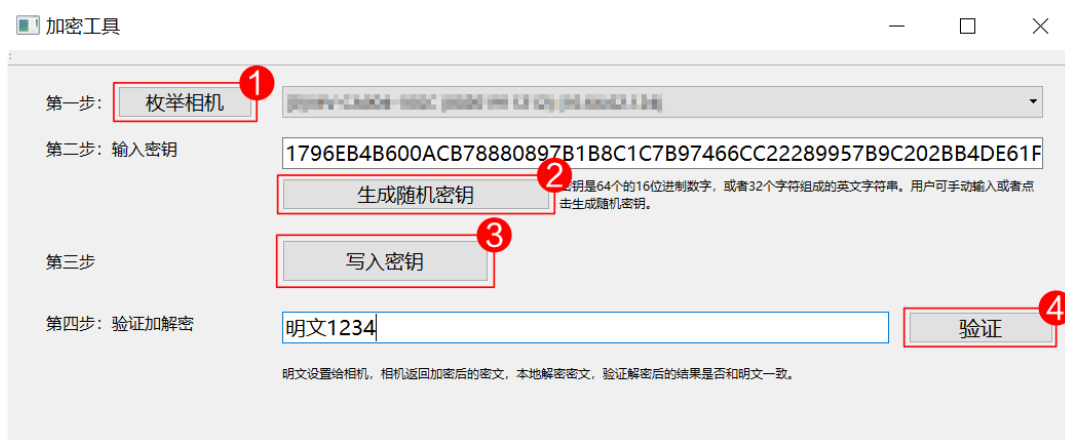 加密工具
第一步： 枚举相机 1
第二步：输入密钥 1796EB4B600ACB78880897B1B8C1C7B97466CC22289957B9C202BB4DE61F
生成随机密钥 2 密钥是64个的16位进制数字，或者32个字符组成的英文字符串。用户可手动输入或者点
击生成随机密钥。
第三步 写入密钥 3
第四步：验证加解密 明文1234 验证 4
明文设置给相机，相机返回加密后的密文，本地解密密文，验证解密后的结果是否和明文一致。